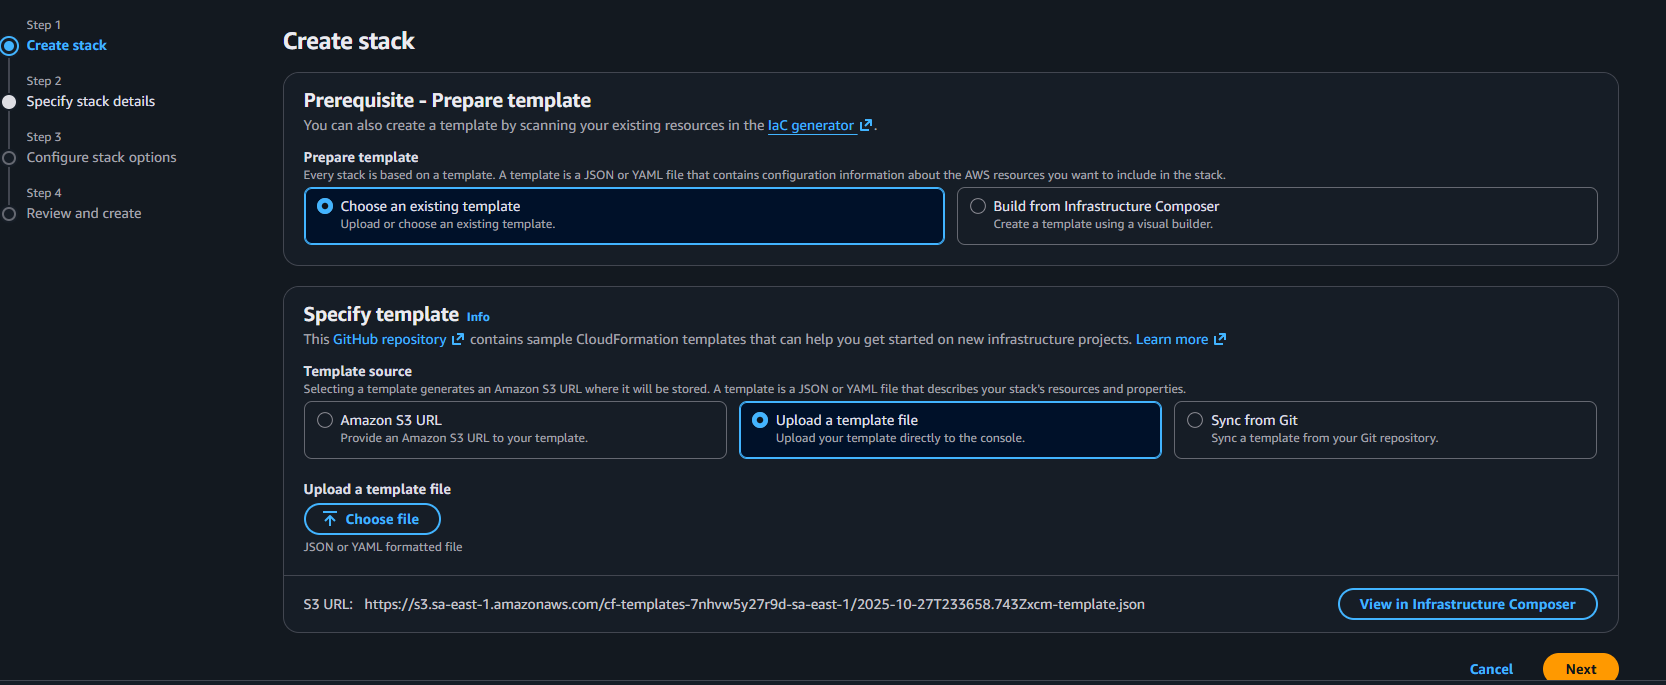 Step 1
Create stack
Step 2
Specify stack details
Step 3
Configure stack options
Step 4
Review and create
Create stack
Prerequisite - Prepare template
You can also create a template by scanning your existing resources in the IaC generator.
Prepare template
Every stack is based on a template. A template is a JSON or YAML file that contains configuration information about the AWS resources you want to include in the stack.
Choose an existing template
Upload or choose an existing template.
Build from Infrastructure Composer
Create a template using a visual builder.
Specify template Info
This GitHub repository contains sample CloudFormation templates that can help you get started on new infrastructure projects. Learn more
Template source
Selecting a template generates an Amazon S3 URL where it will be stored. A template is a JSON or YAML file that describes your stack's resources and properties.
Amazon S3 URL
Provide an Amazon S3 URL to your template.
Upload a template file
Upload your template directly to the console.
Sync from Git
Sync a template from your Git repository.
Upload a template file
Choose file
JSON or YAML formatted file
S3 URL: https://s3.sa-east-1.amazonaws.com/cf-templates-7nhvw5y27r9d-sa-east-1/2025-10-27T233658.743Zxcm-template.json
View in Infrastructure Composer
Cancel
Next